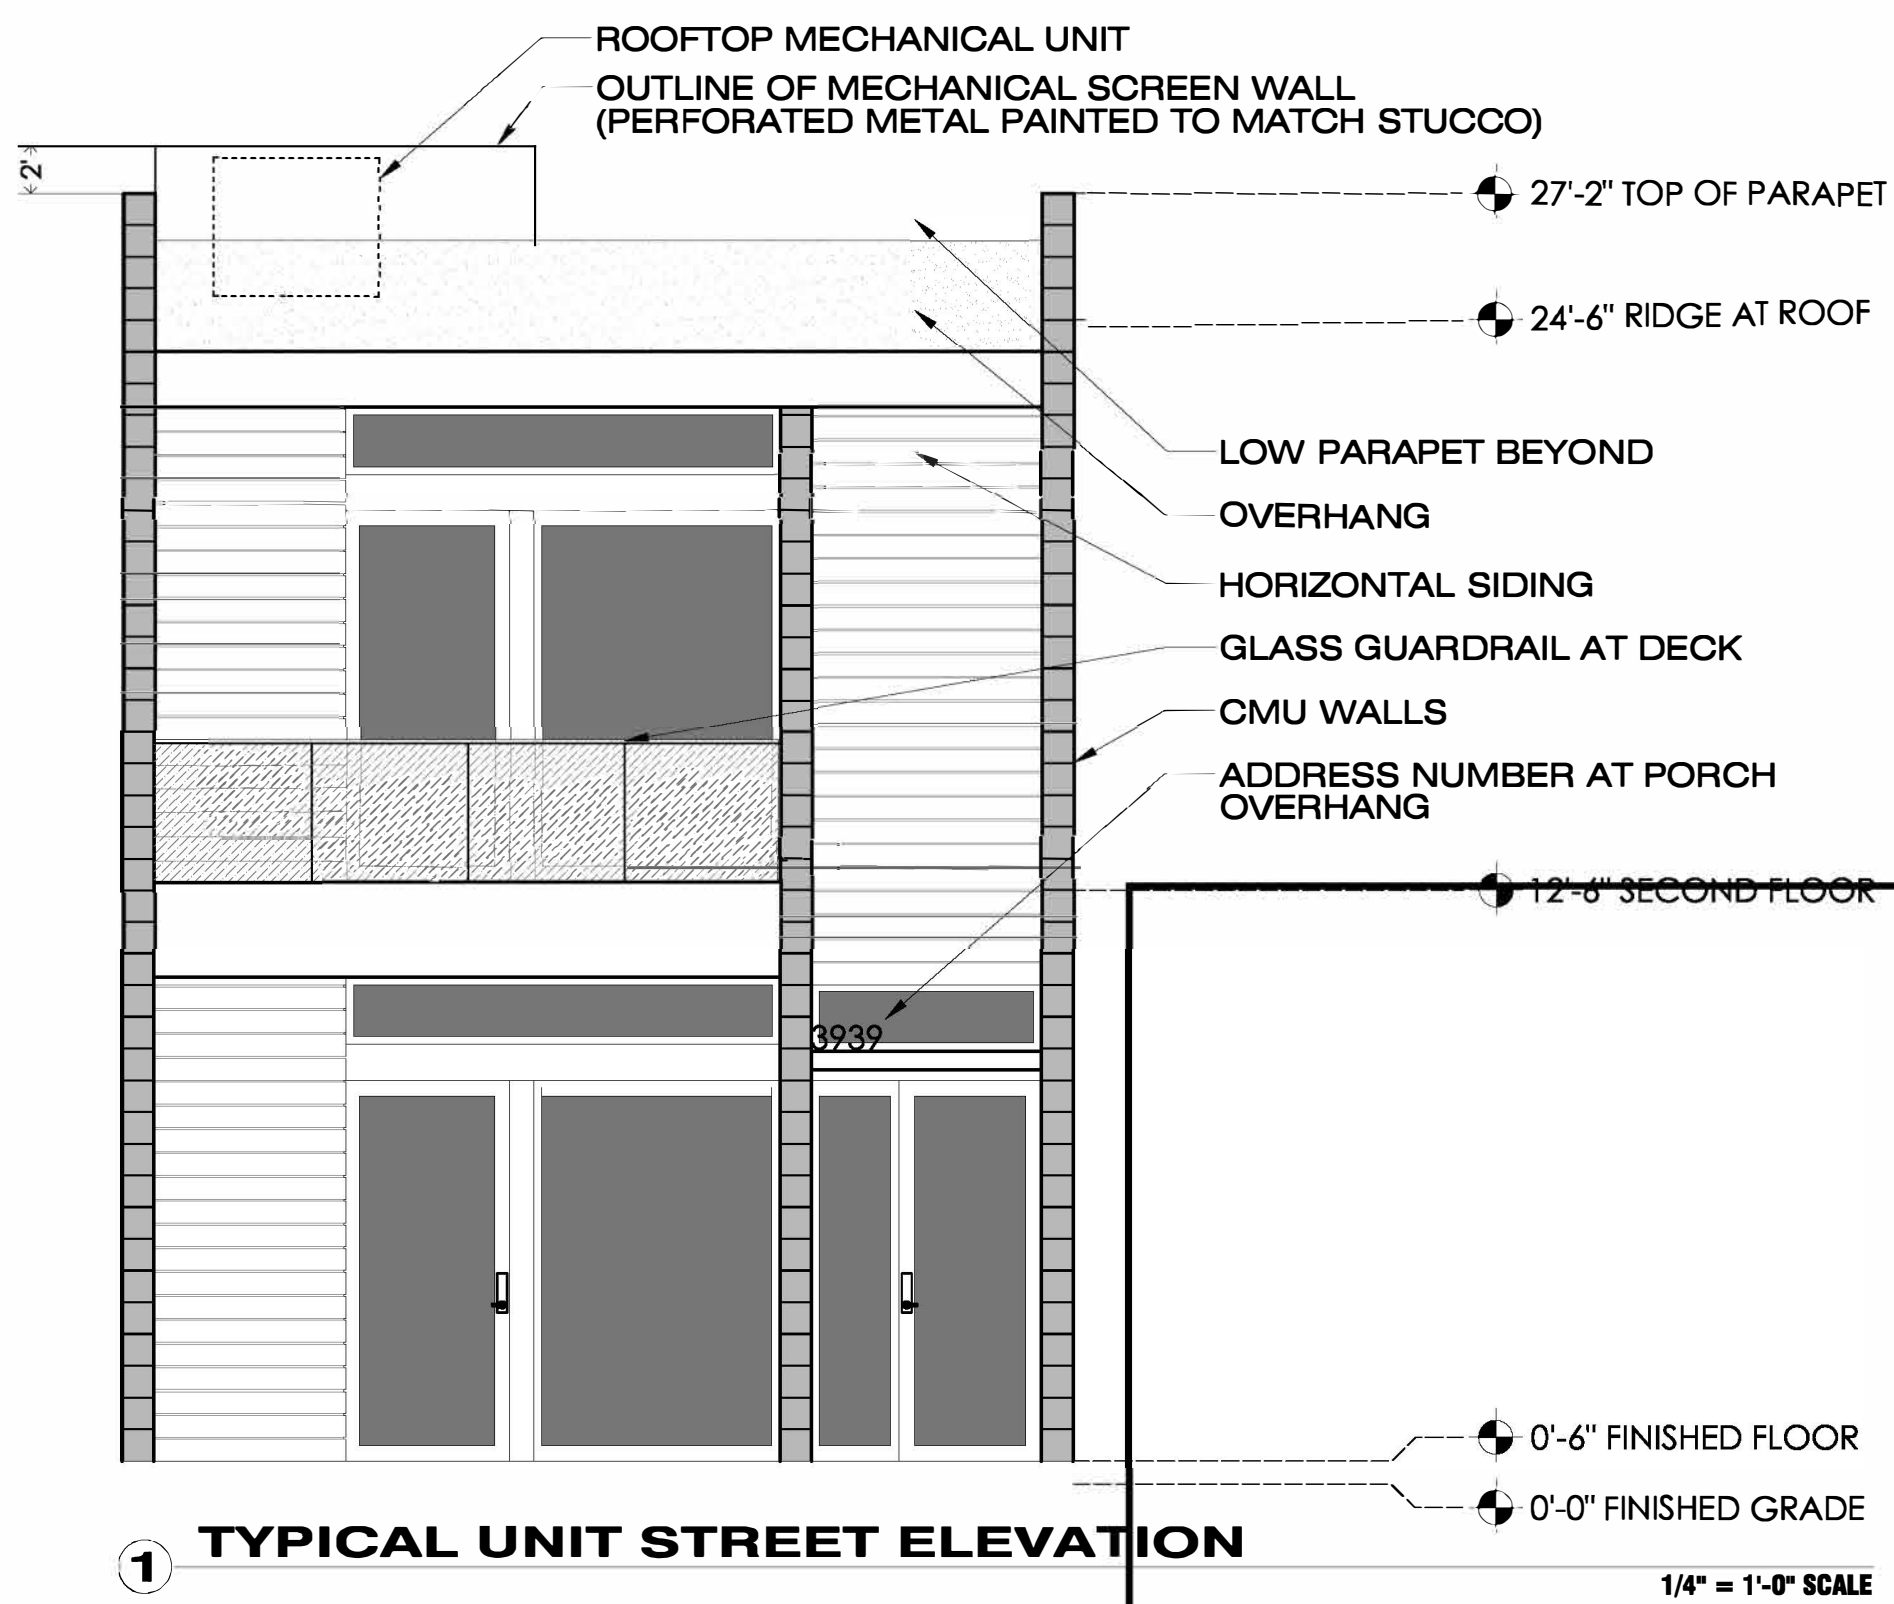 ROOFTOP MECHANICAL UNIT
OUTLINE OF MECHANICAL SCREEN WALL
(PERFORATED METAL PAINTED TO MATCH STUCCO)
2'
27'-2" TOP OF PARAPET
24'-6" RIDGE AT ROOF
LOW PARAPET BEYOND
OVERHANG
HORIZONTAL SIDING
GLASS GUARDRAIL AT DECK
CMU WALLS
ADDRESS NUMBER AT PORCH
OVERHANG
12'-6" SECOND FLOOR
3939
0'-6" FINISHED FLOOR
0'-0" FINISHED GRADE
1 TYPICAL UNIT STREET ELEVATION
1/4" = 1'-0" SCALE